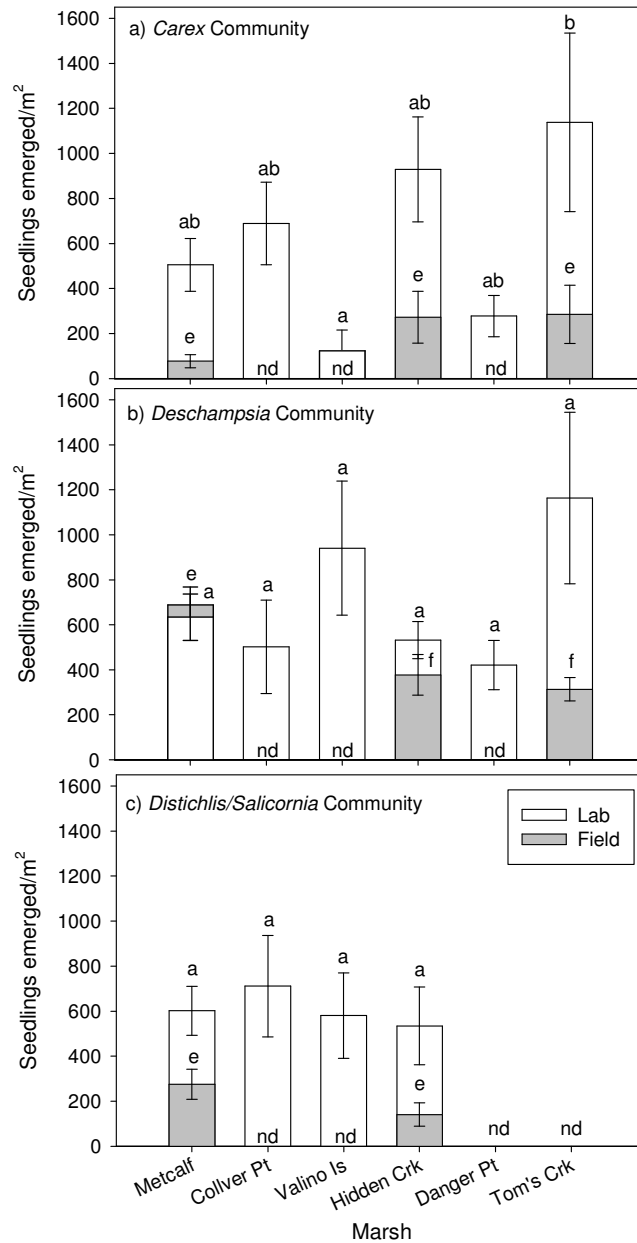 a) Carex Community
Seedlings emerged/m²
1600
1400
1200
1000
800
600
400
200
0
ab
e
ab
nd
a
nd
ab
e
ab
nd
b
e
b) Deschampsia Community
Seedlings emerged/m²
1600
1400
1200
1000
800
600
400
200
0
e
a
a
nd
a
nd
a
f
a
nd
a
f
c) Distichlis/Salicornia Community
Lab
Field
Seedlings emerged/m²
1600
1400
1200
1000
800
600
400
200
0
a
e
a
nd
a
nd
a
e
nd
nd
Metcalf
Collver Pt
Valino Is
Hidden Crk
Danger Pt
Tom's Crk
Marsh